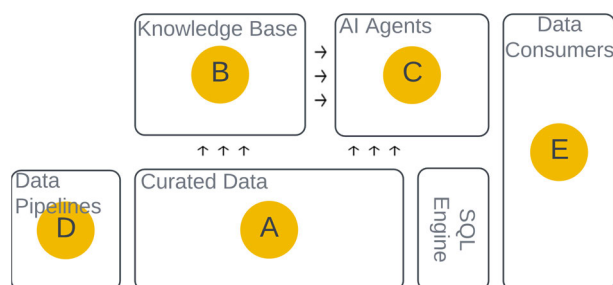 Knowledge Base
B
AI Agents
C
Data
Consumers
E
Data
Pipelines
D
Curated Data
A
SQL
Engine